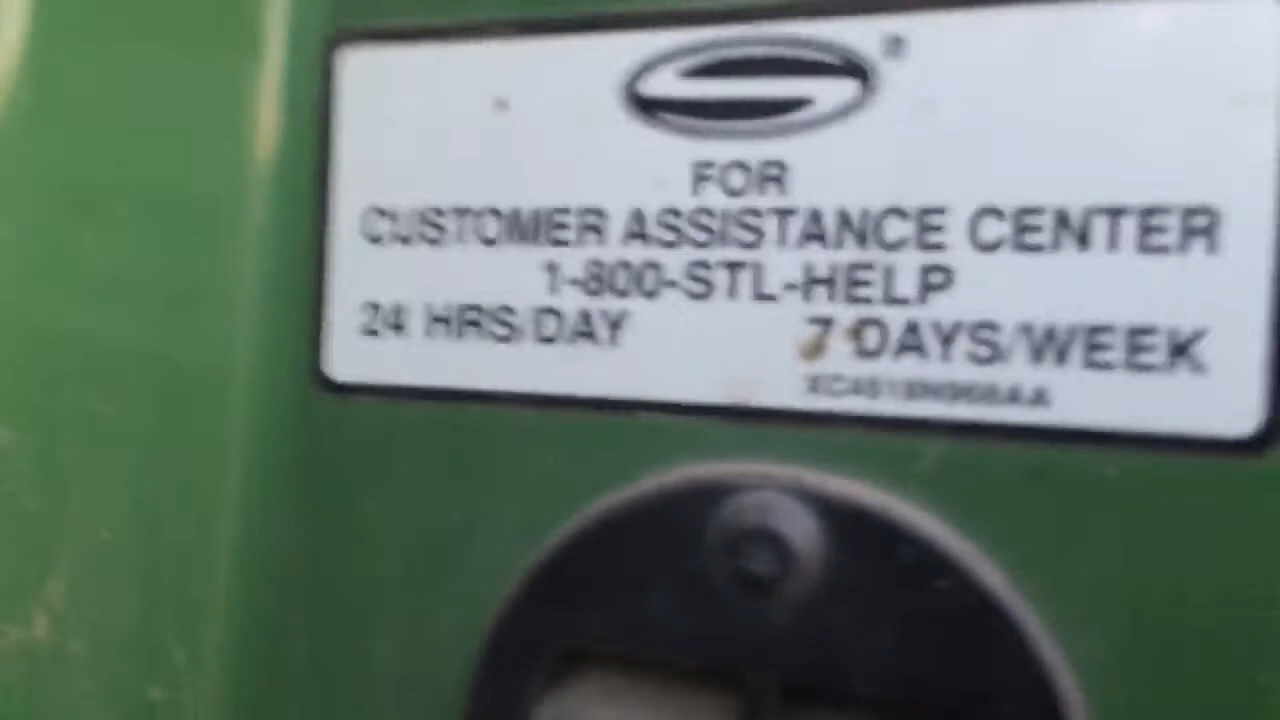 FOR
CUSTOMER ASSISTANCE CENTER
1-800-STL-HELP
24 HRS/DAY 7 DAYS/WEEK